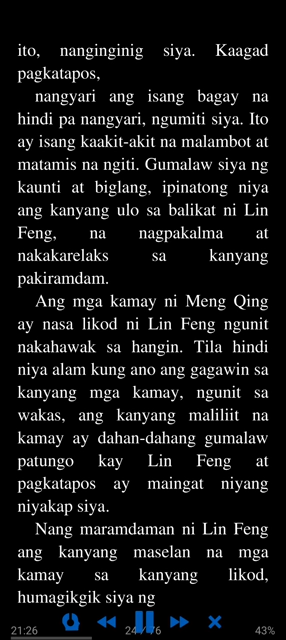 ito, nanginginig siya. Kaagad
pagkatapos,
nangyari ang isang bagay na
hindi pa nangyari, ngumiti siya. Ito
ay isang kaakit-akit na malambot at
matamis na ngiti. Gumalaw siya ng
kaunti at biglang, ipinatong niya
ang kanyang ulo sa balikat ni Lin
Feng, na nagpakalma at
nakakarelaks sa kanyang
pakiramdam.
Ang mga kamay ni Meng Qing
ay nasa likod ni Lin Feng ngunit
nakahawak sa hangin. Tila hindi
niya alam kung ano ang gagawin sa
kanyang mga kamay, ngunit sa
wakas, ang kanyang maliliit na
kamay ay dahan-dahang gumalaw
patungo kay Lin Feng at
pagkatapos ay maingat niyang
niyakap siya.
Nang maramdaman ni Lin Feng
ang kanyang maselan na mga
kamay sa kanyang likod,
humagikgik siya ng
21:26 24/76 43%